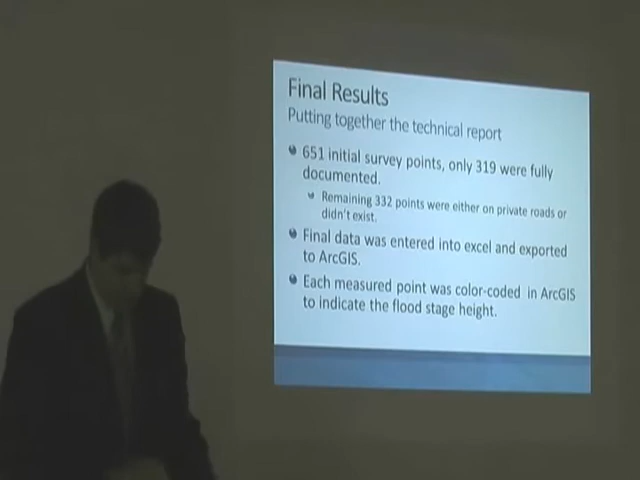 Final Results
Putting together the technical report
651 initial survey points, only 319 were fully
documented.
Remaining 332 points were either on private roads or
didn't exist.
Final data was entered into excel and exported
to ArcGIS.
Each measured point was color-coded in ArcGIS
to indicate the flood stage height.